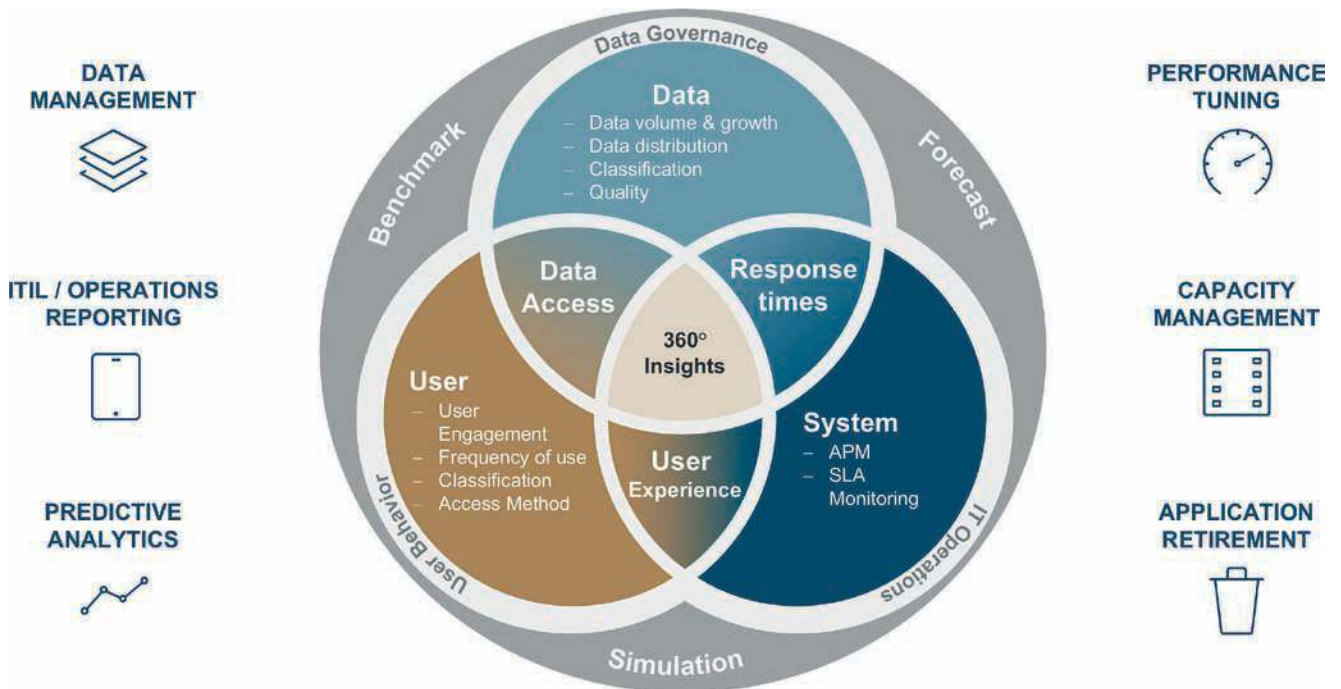 DATA
MANAGEMENT
ITIL / OPERATIONS
REPORTING
PREDICTIVE
ANALYTICS
Data Governance
Benchmark
Forecast
Data
– Data volume & growth
– Data distribution
– Classification
– Quality
Data
Access
Response
times
360°
Insights
User
– User
Engagement
– Frequency of use
– Classification
– Access Method
User
Experience
System
– APM
– SLA
Monitoring
User Behavior
IT Operations
Simulation
PERFORMANCE
TUNING
CAPACITY
MANAGEMENT
APPLICATION
RETIREMENT